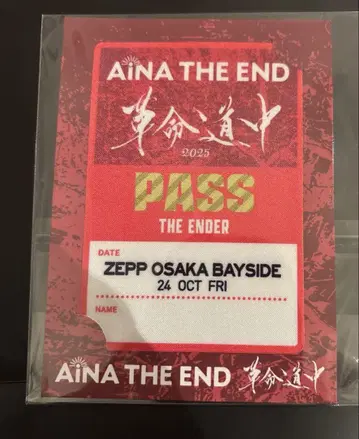 AiNA THE END
革命道中
2025
PASS
THE ENDER
DATE
ZEPP OSAKA BAYSIDE
24 OCT FRI
NAME
AiNA THE END 革命道中